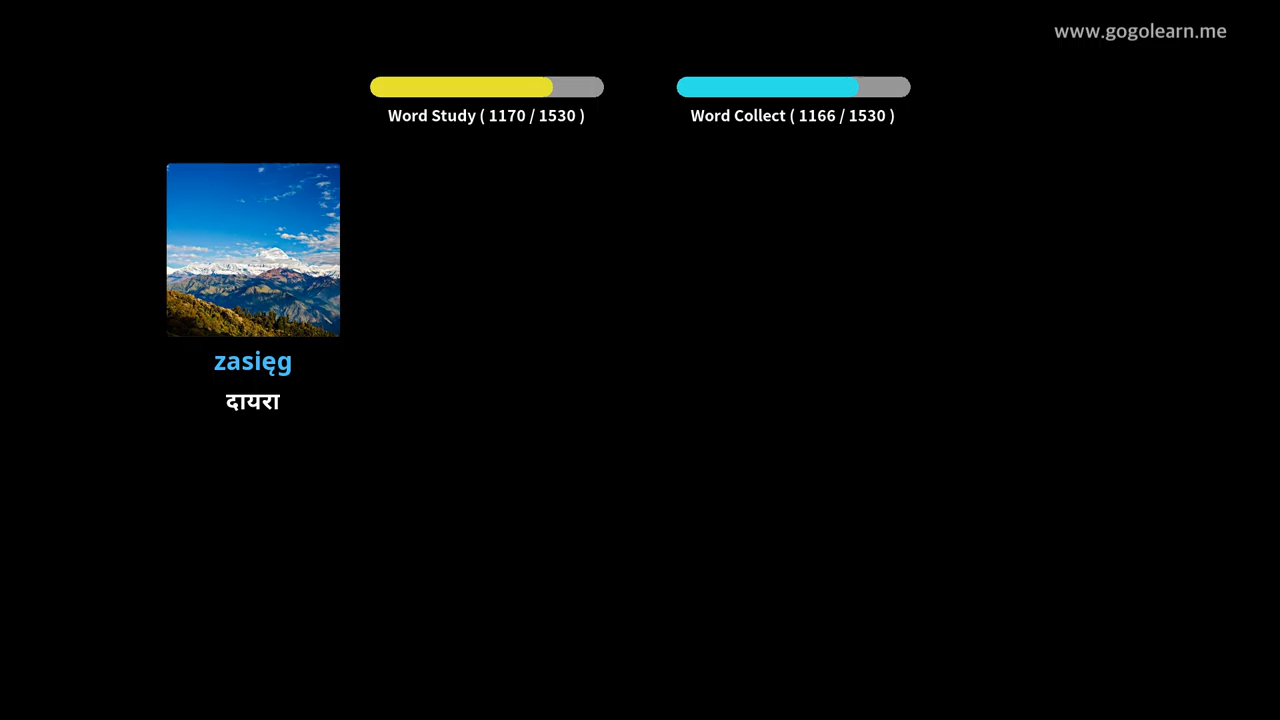 www.gogolearn.me
Word Study ( 1170 / 1530 )
Word Collect ( 1166 / 1530 )
zasięg
दायरा